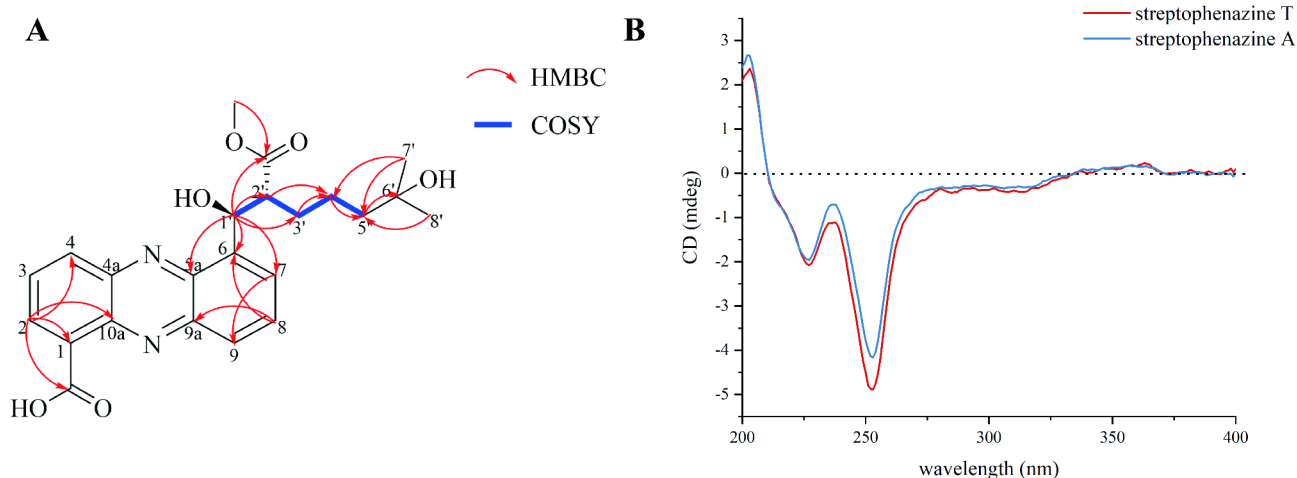 A
HMBC
COSY
O
O
HO
1'
2'
3'
5'
6'
7'
OH
8'
4
3
2
1
4a
N
5a
6
7
8
9
9a
N
10a
HO
O
B
streptophenazine T
streptophenazine A
CD (mdeg)
3
2
1
0
-1
-2
-3
-4
-5
200 250 300 350 400
wavelength (nm)